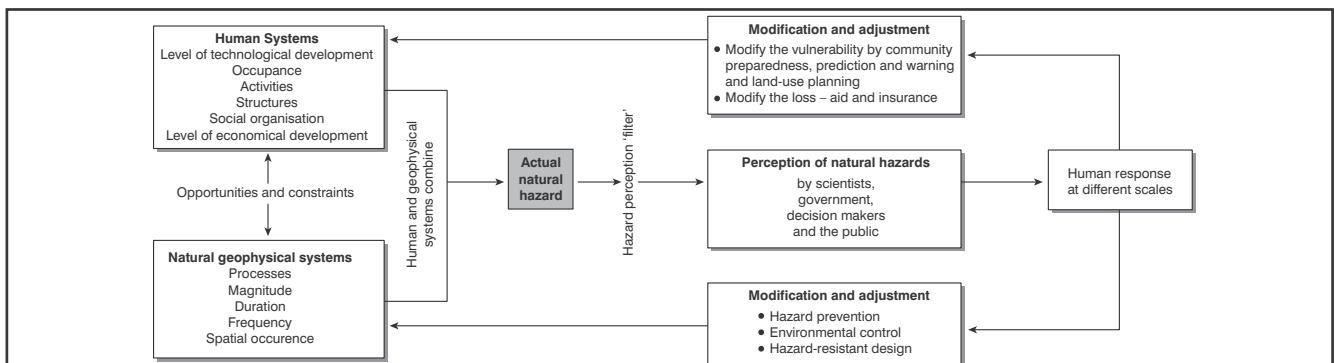 Human Systems
Level of technological development
Occupance
Activities
Structures
Social organisation
Level of economical development
Opportunities and constraints
Natural geophysical systems
Processes
Magnitude
Duration
Frequency
Spatial occurence
Human and geophysical
systems combine
Actual
natural
hazard
Hazard perception 'filter'
Modification and adjustment
● Modify the vulnerability by community
preparedness, prediction and warning
and land-use planning
● Modify the loss – aid and insurance
Perception of natural hazards
by scientists,
government,
decision makers
and the public
Modification and adjustment
● Hazard prevention
● Environmental control
● Hazard-resistant design
Human response
at different scales